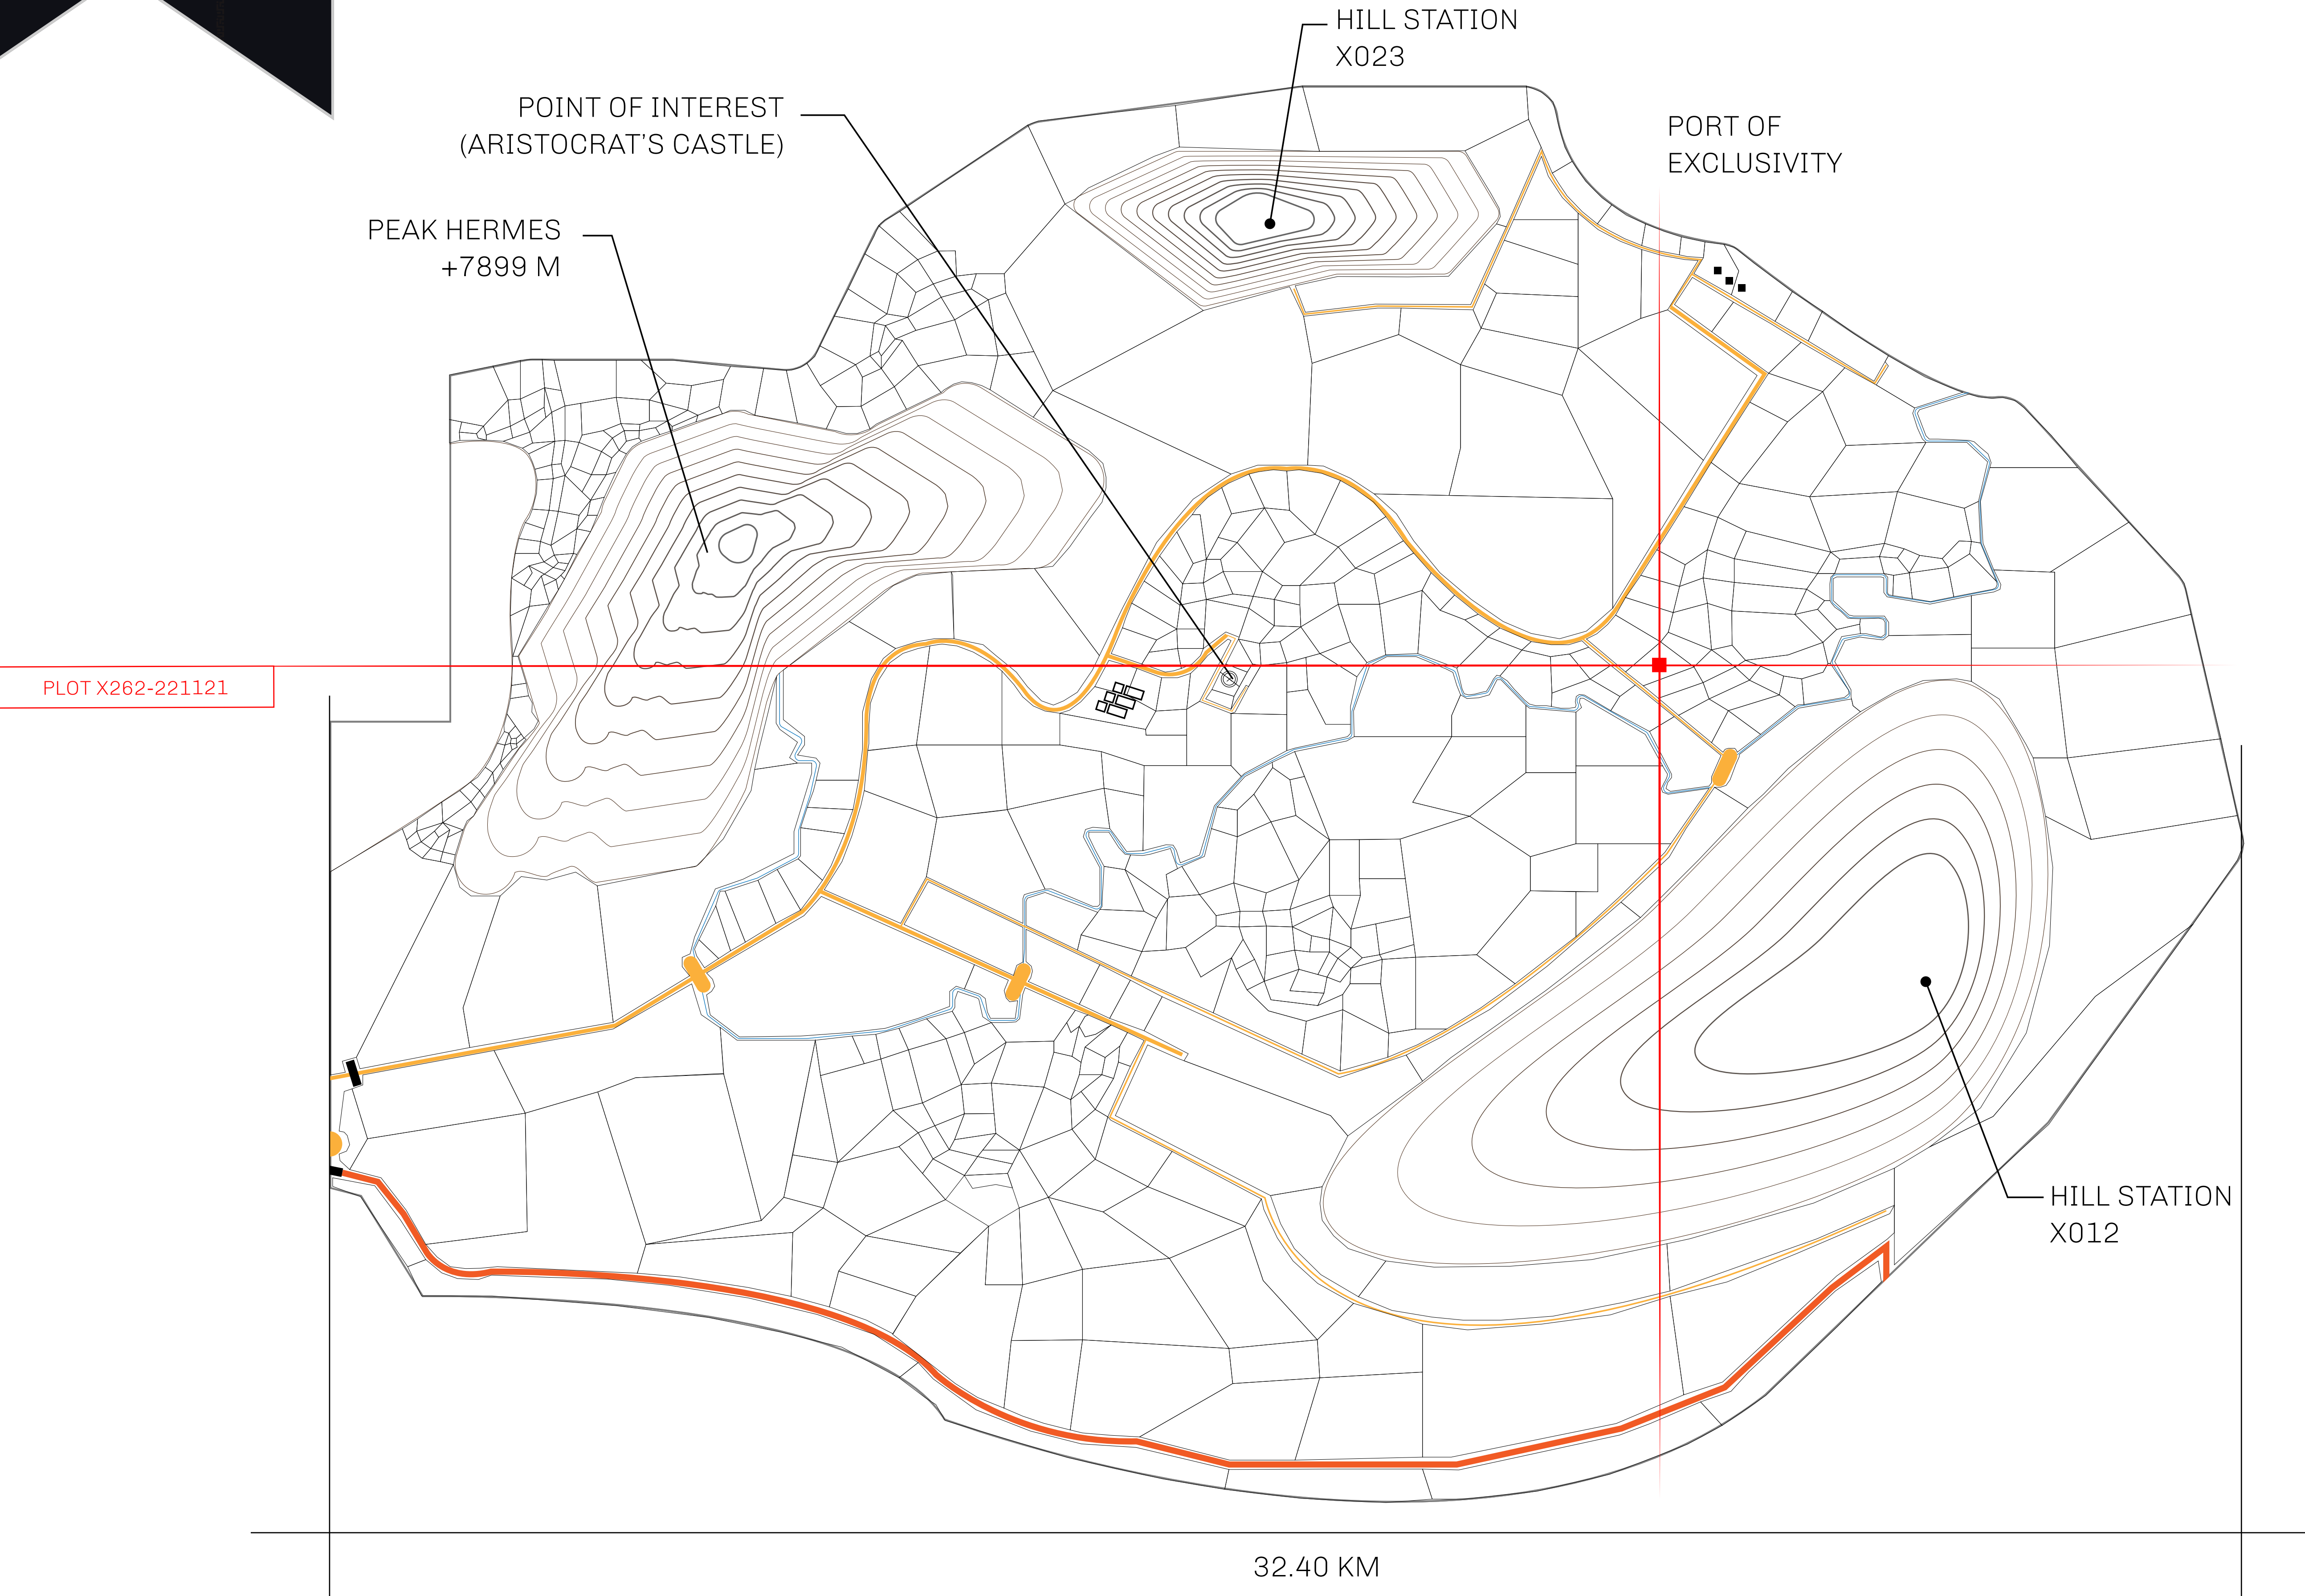 HILL STATION
X023
POINT OF INTEREST
(ARISTOCRAT'S CASTLE)
PORT OF
EXCLUSIVITY
PEAK HERMES
+7899 M
PLOT X262-221121
HILL STATION
X012
32.40 KM